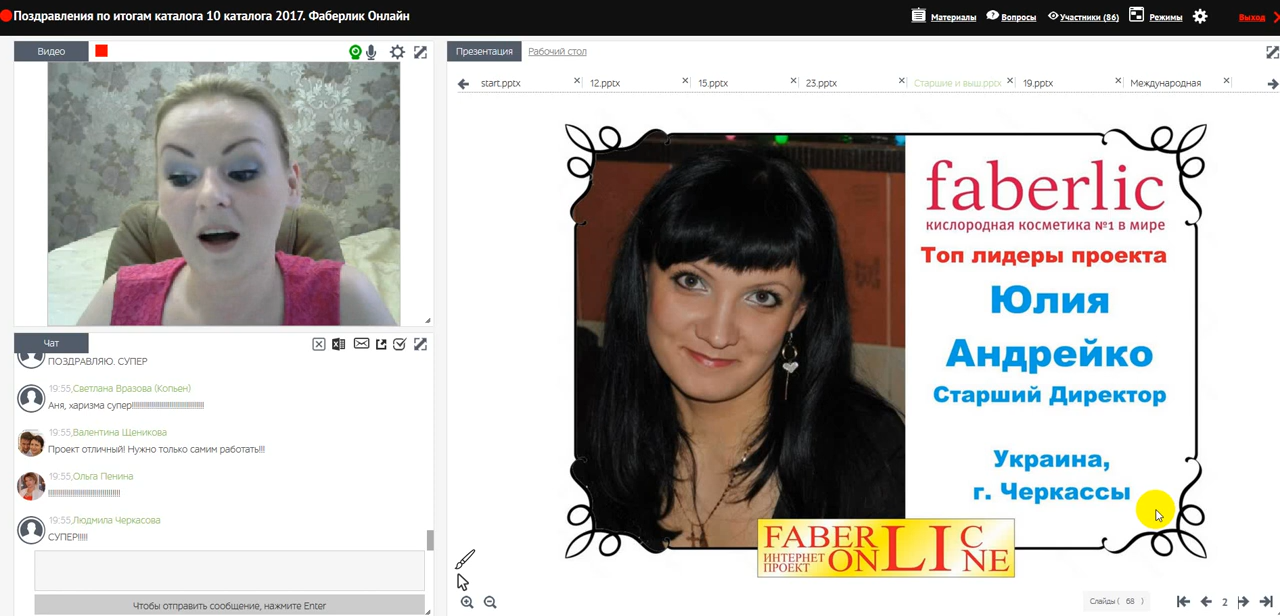 Поздравления по итогам каталога 10 каталога 2017. Фаберлик Онлайн
Материалы
Вопросы
Участники (86)
Режимы
Выход
Видео
Чат
ПОЗДРАВЛЯЮ. СУПЕР
19:55,Светлана Вразова (Копьен)
Аня, харизма супер!!!!!!!!!!!!!!!!!!!!!!!!!!!!!!!!!!!!!
19:55,Валентина Щеникова
Проект отличный! Нужно только самим работать!!!
19:55,Ольга Пенина
!!!!!!!!!!!!!!!!!!!!!!!!!!!!!!!!!!!!!
19:55,Людмила Черкасова
СУПЕР!!!!!
Чтобы отправить сообщение, нажмите Enter
Презентация
Рабочий стол
start.pptx
12.pptx
15.pptx
23.pptx
Старшие и выш.pptx
19.pptx
Международная
faberlic
кислородная косметика №1 в мире
Топ лидеры проекта
Юлия
Андрейко
Старший Директор
Украина,
г. Черкассы
FABERLIC
ИНТЕРНЕТ ПРОЕКТ
ONLINE
Слайды ( 68 )
2